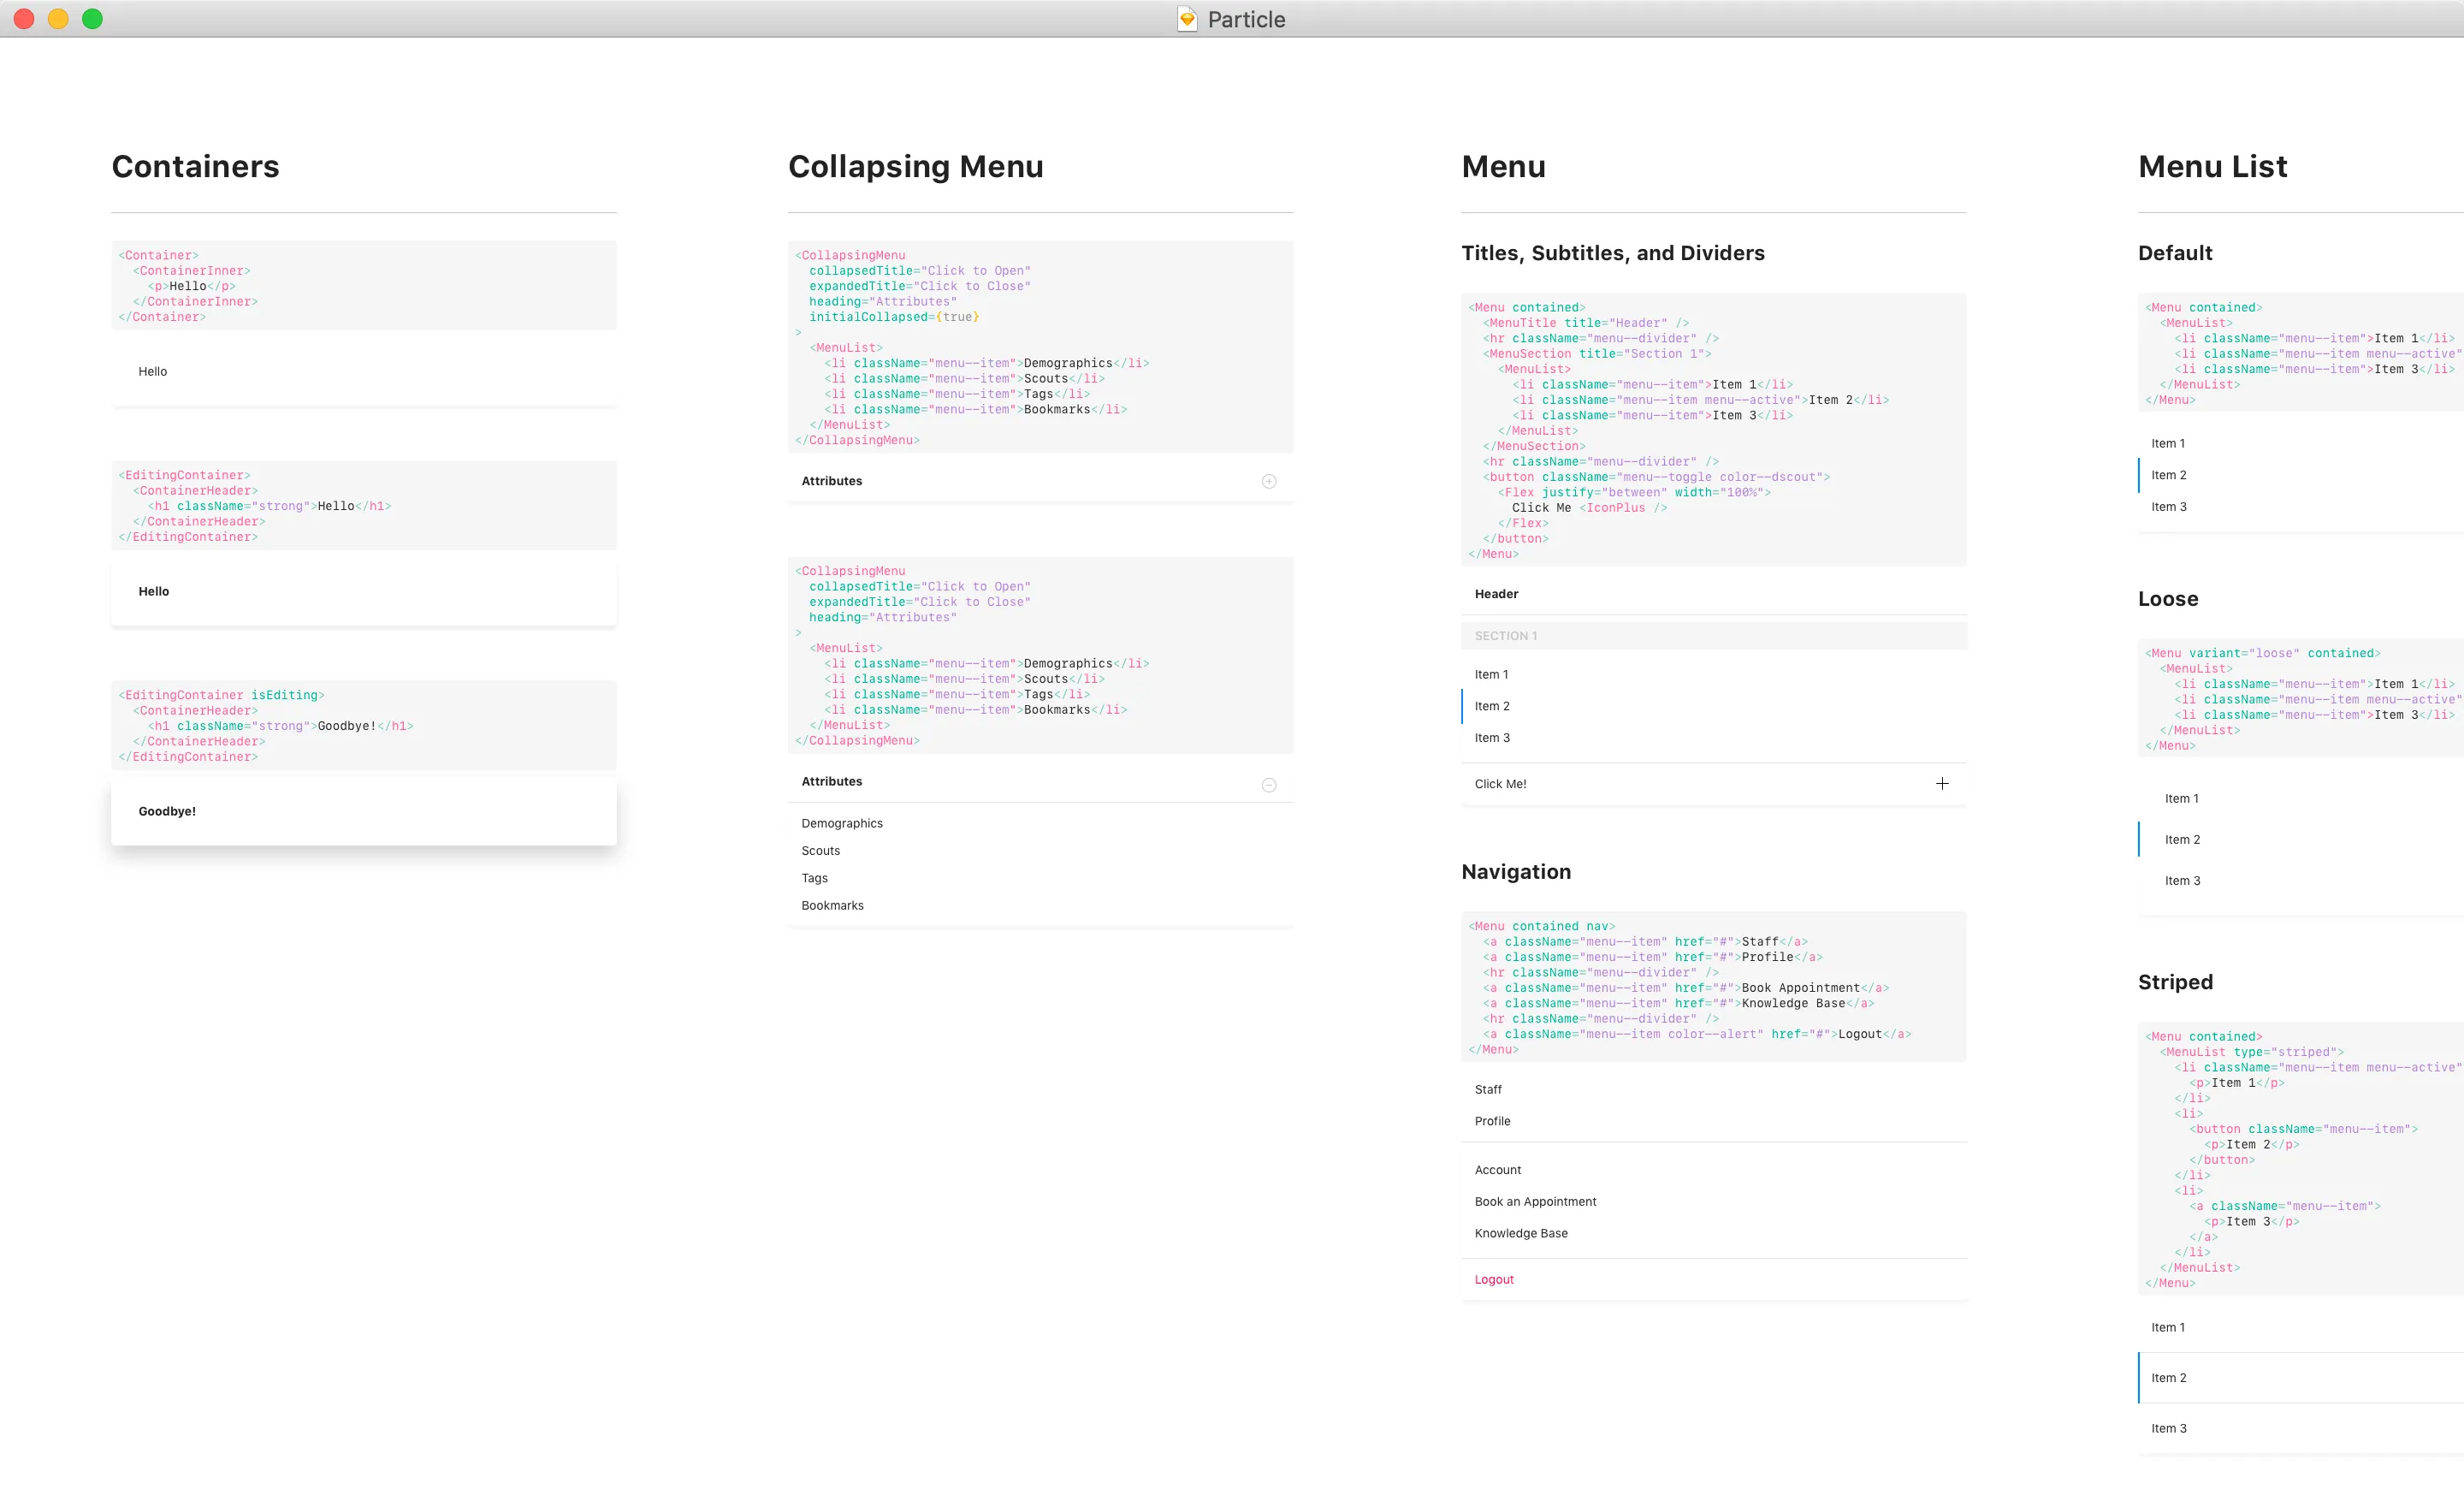 Particle
Containers
<Container>
  <ContainerInner>
    <p>Hello</p>
  </ContainerInner>
</Container>
Hello
<EditingContainer>
  <ContainerHeader>
    <h1 className="strong">Hello</h1>
  </ContainerHeader>
</EditingContainer>
Hello
<EditingContainer isEditing>
  <ContainerHeader>
    <h1 className="strong">Goodbye!</h1>
  </ContainerHeader>
</EditingContainer>
Goodbye!
Collapsing Menu
<CollapsingMenu
  collapsedTitle="Click to Open"
  expandedTitle="Click to Close"
  heading="Attributes"
  initialCollapsed={true}
>
  <MenuList>
    <li className="menu--item">Demographics</li>
    <li className="menu--item">Scouts</li>
    <li className="menu--item">Tags</li>
    <li className="menu--item">Bookmarks</li>
  </MenuList>
</CollapsingMenu>
Attributes
<CollapsingMenu
  collapsedTitle="Click to Open"
  expandedTitle="Click to Close"
  heading="Attributes"
>
  <MenuList>
    <li className="menu--item">Demographics</li>
    <li className="menu--item">Scouts</li>
    <li className="menu--item">Tags</li>
    <li className="menu--item">Bookmarks</li>
  </MenuList>
</CollapsingMenu>
Attributes
Demographics
Scouts
Tags
Bookmarks
Menu
Titles, Subtitles, and Dividers
<Menu contained>
  <MenuTitle title="Header" />
  <hr className="menu--divider" />
  <MenuSection title="Section 1">
    <MenuList>
      <li className="menu--item">Item 1</li>
      <li className="menu--item menu--active">Item 2</li>
      <li className="menu--item">Item 3</li>
    </MenuList>
  </MenuSection>
  <hr className="menu--divider" />
  <button className="menu--toggle color--dscout">
    <Flex justify="between" width="100%">
      Click Me <IconPlus />
    </Flex>
  </button>
</Menu>
Header
SECTION 1
Item 1
Item 2
Item 3
Click Me!
Navigation
<Menu contained nav>
  <a className="menu--item" href="#">Staff</a>
  <a className="menu--item" href="#">Profile</a>
  <hr className="menu--divider" />
  <a className="menu--item" href="#">Book Appointment</a>
  <a className="menu--item" href="#">Knowledge Base</a>
  <hr className="menu--divider" />
  <a className="menu--item color--alert" href="#">Logout</a>
</Menu>
Staff
Profile
Account
Book an Appointment
Knowledge Base
Logout
Menu List
Default
<Menu contained>
  <MenuList>
    <li className="menu--item">Item 1</li>
    <li className="menu--item menu--active"
    <li className="menu--item">Item 3</li>
  </MenuList>
</Menu>
Item 1
Item 2
Item 3
Loose
<Menu variant="loose" contained>
  <MenuList>
    <li className="menu--item">Item 1</li>
    <li className="menu--item menu--active"
    <li className="menu--item">Item 3</li>
  </MenuList>
</Menu>
Item 1
Item 2
Item 3
Striped
<Menu contained>
  <MenuList type="striped">
    <li className="menu--item menu--active"
      <p>Item 1</p>
    </li>
    <li>
      <button className="menu--item">
        <p>Item 2</p>
      </button>
    </li>
    <li>
      <a className="menu--item">
        <p>Item 3</p>
      </a>
    </li>
  </MenuList>
</Menu>
Item 1
Item 2
Item 3